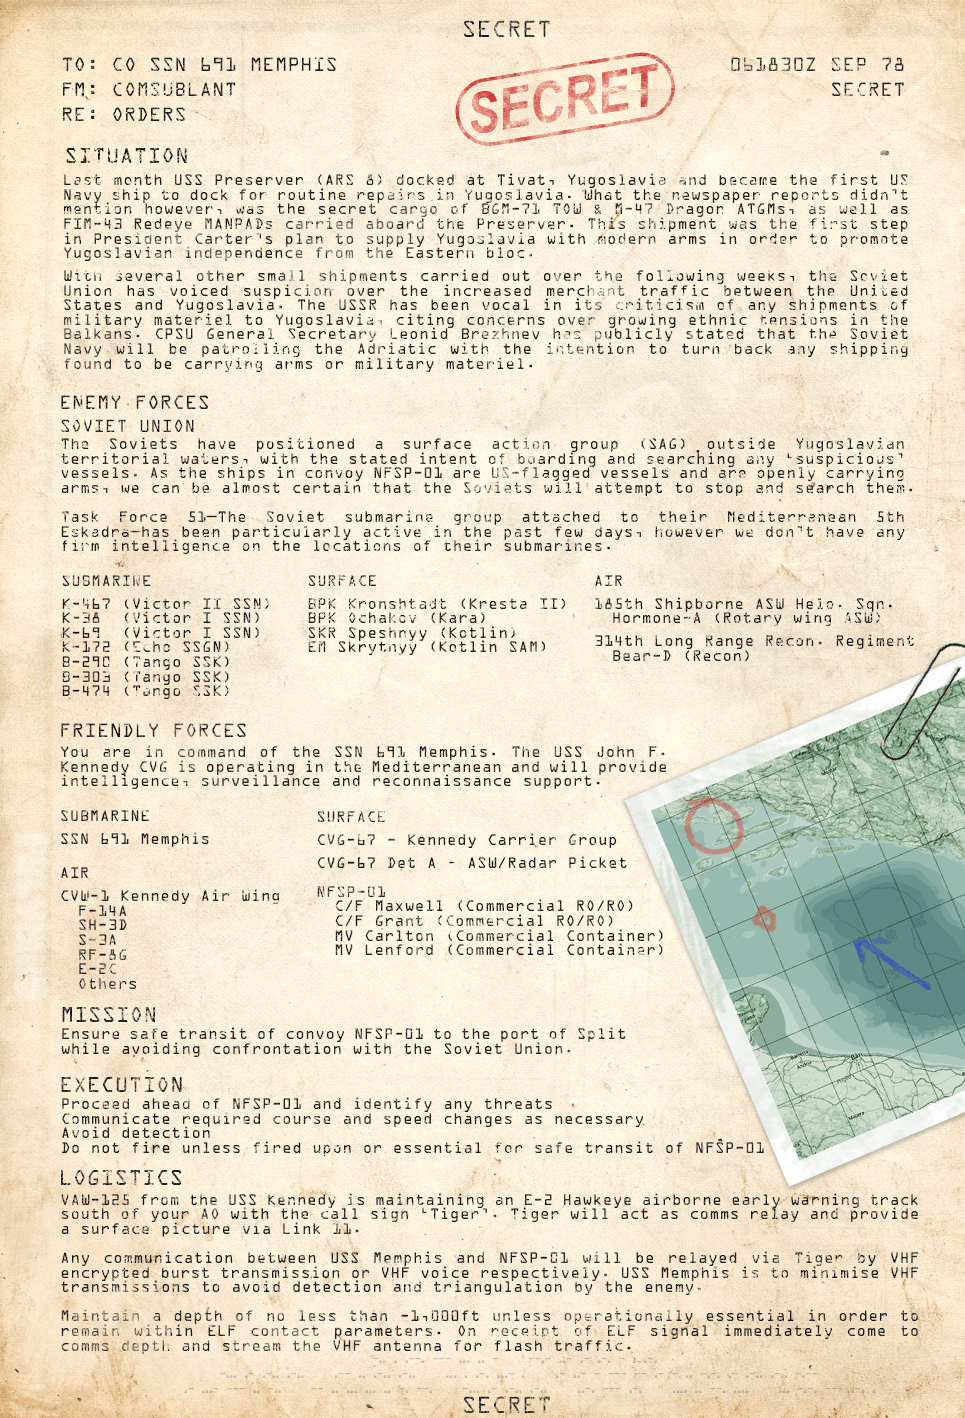 SECRET
TO: CO SSN 691 MEMPHIS
061830Z SEP 78
FM: COMSUBLANT
SECRET
RE: ORDERS
SECRET
SITUATION
Last month USS Preserver (ARS 8) docked at Tivat, Yugoslavia and became the first US
Navy ship to dock for routine repairs in Yugoslavia. What the newspaper reports didn't
mention however, was the secret cargo of BGM-71 TOW & M-47 Dragon ATGMs, as well as
FIM-43 Redeye MANPADs carried aboard the Preserver. This shipment was the first step
in President Carter's plan to supply Yugoslavia with modern arms in order to promote
Yugoslavian independence from the Eastern bloc.
With several other small shipments carried out over the following weeks, the Soviet
Union has voiced suspicion over the increased merchant traffic between the United
States and Yugoslavia. The USSR has been vocal in its criticism of any shipments of
military materiel to Yugoslavia, citing concerns over growing ethnic tensions in the
Balkans. CPSU General Secretary Leonid Brezhnev has publicly stated that the Soviet
Navy will be patrolling the Adriatic with the intention to turn back any shipping
found to be carrying arms or military materiel.
ENEMY FORCES
SOVIET UNION
The Soviets have positioned a surface action group (SAG) outside Yugoslavian
territorial waters, with the stated intent of boarding and searching any "suspicious"
vessels. As the ships in convoy NFSP-01 are US-flagged vessels and are openly carrying
arms, we can be almost certain that the Soviets will attempt to stop and search them.
Task Force 51—The Soviet submarine group attached to their Mediterranean 5th
Eskadra—has been particularly active in the past few days, however we don't have any
firm intelligence on the locations of their submarines.
SUBMARINE
K-467 (Victor II SSN)
K-38 (Victor I SSN)
K-69 (Victor I SSN)
K-172 (Echo SSGN)
B-290 (Tango SSK)
B-303 (Tango SSK)
B-474 (Tango SSK)
SURFACE
BPK Kronshtadt (Kresta II)
BPK Ochakov (Kara)
SKR Speshnyy (Kotlin)
EM Skrytnyy (Kotlin SAM)
AIR
185th Shipborne ASW Helo. Sqn.
Hormone-A (Rotary wing ASW)
314th Long Range Recon. Regiment
Bear-D (Recon)
FRIENDLY FORCES
You are in command of the SSN 691 Memphis. The USS John F.
Kennedy CVG is operating in the Mediterranean and will provide
intelligence, surveillance and reconnaissance support.
SUBMARINE
SSN 691 Memphis
AIR
CVW-1 Kennedy Air Wing
F-14A
SH-3D
S-3A
RF-8G
E-2C
Others
SURFACE
CVG-67 - Kennedy Carrier Group
CVG-67 Det A - ASW/Radar Picket
NFSP-01
C/F Maxwell (Commercial RO/RO)
C/F Grant (Commercial RO/RO)
MV Carlton (Commercial Container)
MV Lenford (Commercial Container)
MISSION
Ensure safe transit of convoy NFSP-01 to the port of Split
while avoiding confrontation with the Soviet Union.
EXECUTION
Proceed ahead of NFSP-01 and identify any threats
Communicate required course and speed changes as necessary
Avoid detection
Do not fire unless fired upon or essential for safe transit of NFSP-01
LOGISTICS
VAW-125 from the USS Kennedy is maintaining an E-2 Hawkeye airborne early warning track
south of your AO with the call sign "Tiger". Tiger will act as comms relay and provide
a surface picture via Link 11.
Any communication between USS Memphis and NFSP-01 will be relayed via Tiger by VHF
encrypted burst transmission or VHF voice respectively. USS Memphis is to minimise VHF
transmissions to avoid detection and triangulation by the enemy.
Maintain a depth of no less than -1,000ft unless operationally essential in order to
remain within ELF contact parameters. On receipt of ELF signal immediately come to
comms depth and stream the VHF antenna for flash traffic.
SECRET